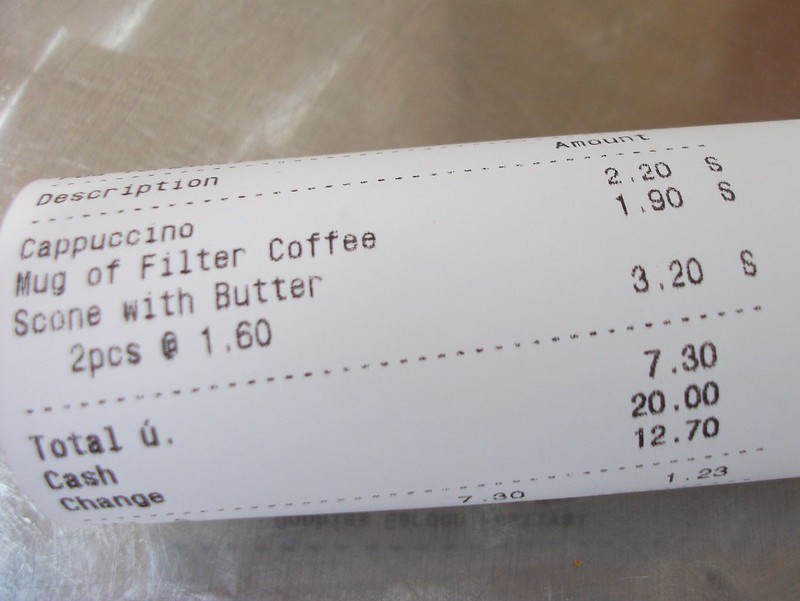 Description Amount
Cappuccino 2.20 S
Mug of Filter Coffee 1.90 S
Scone with Butter
2pcs @ 1.60 3.20 S
Total ú. 7.30
Cash 20.00
Change 12.70
7.30 1.23